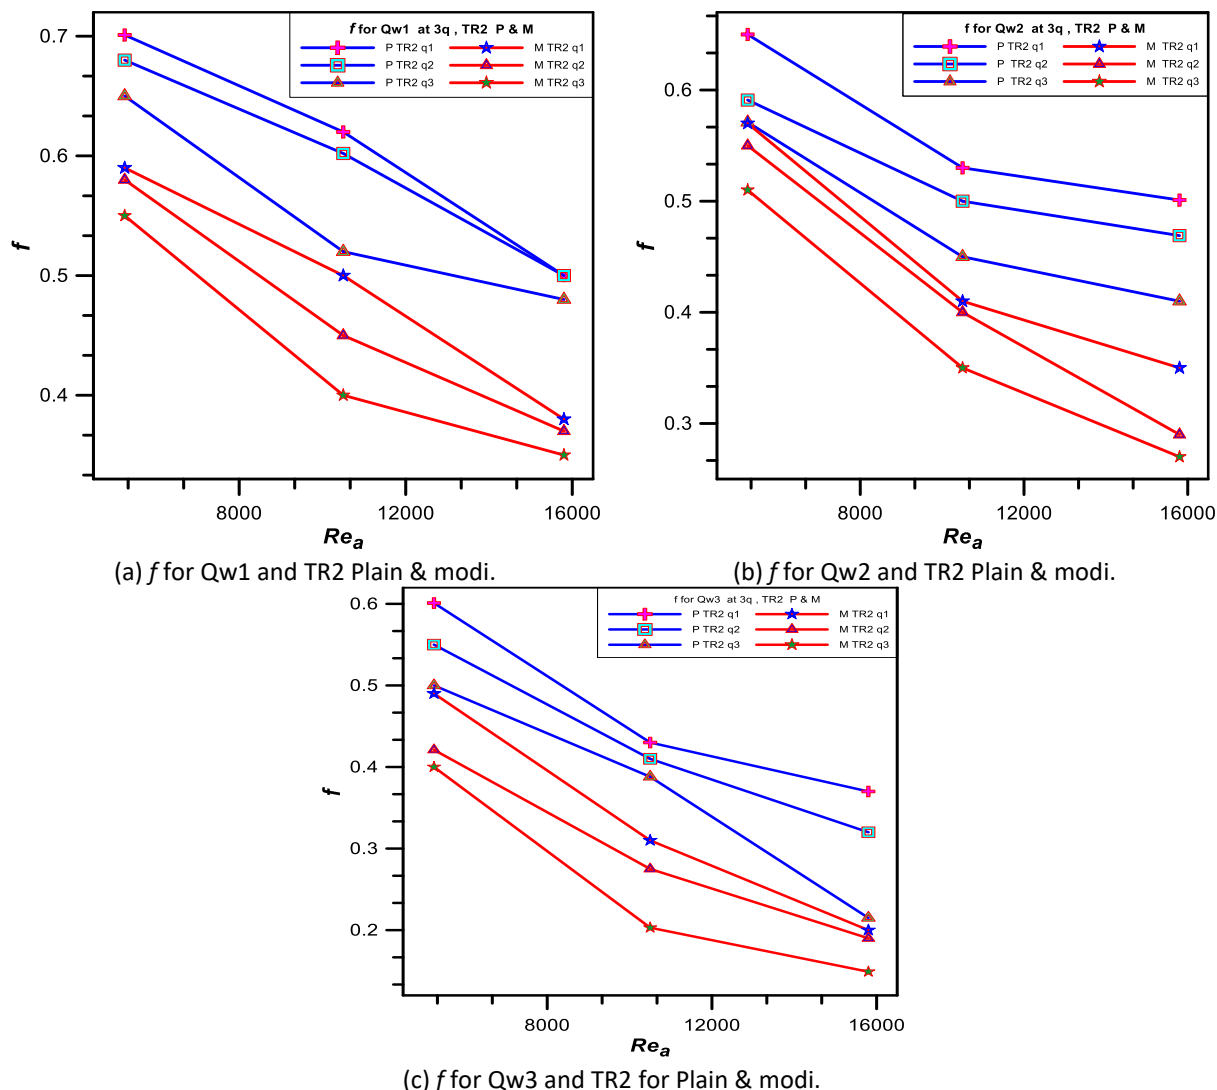 f for Qw1 at 3q , TR2 P & M
P TR2 q1 M TR2 q1
P TR2 q2 M TR2 q2
P TR2 q3 M TR2 q3
0.7
0.6
0.5
0.4
f
8000 12000 16000
Rea
(a) f for Qw1 and TR2 Plain & modi.
f for Qw2 at 3q , TR2 P & M
P TR2 q1 M TR2 q1
P TR2 q2 M TR2 q2
P TR2 q3 M TR2 q3
0.6
0.5
0.4
0.3
f
8000 12000 16000
Rea
(b) f for Qw2 and TR2 Plain & modi.
f for Qw3 at 3q , TR2 P & M
P TR2 q1 M TR2 q1
P TR2 q2 M TR2 q2
P TR2 q3 M TR2 q3
0.6
0.5
0.4
0.3
0.2
f
8000 12000 16000
Rea
(c) f for Qw3 and TR2 for Plain & modi.